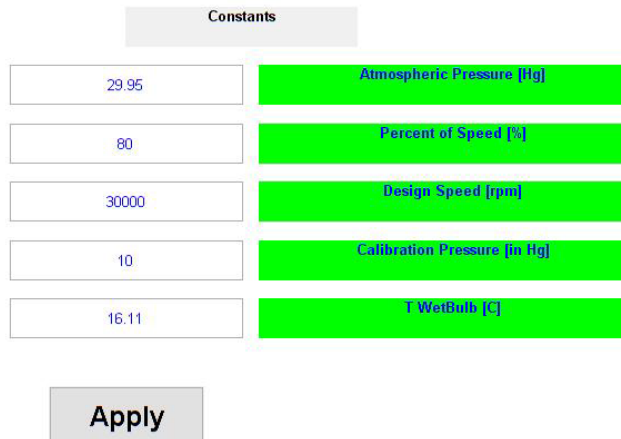 Constants
29.95 Atmospheric Pressure [Hg]
80 Percent of Speed [%]
30000 Design Speed [rpm]
10 Calibration Pressure [in Hg]
16.11 T WetBulb [C]
Apply